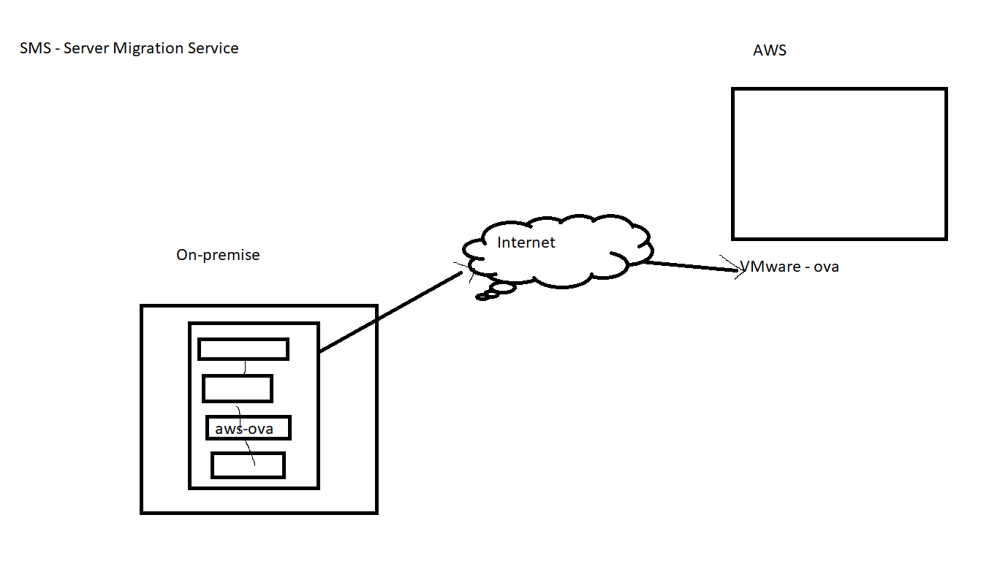 SMS - Server Migration Service
AWS
Internet
On-premise
VMware - ova
aws-ova